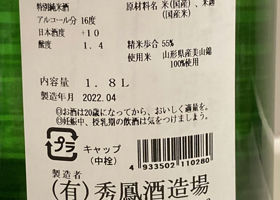 特別純米酒
原材料名 米(国産)、米麹
(国産米)
アルコール分 16度
日本酒度 +10
酸度 1.4
精米歩合 55%
使用米 山形県産美山錦
100%使用
内容量 1.8L
製造年月 2022.04
◎お酒は20歳になってから、おいしく適量を。
◎妊娠中、授乳期の飲酒は気をつけましょう。
プラ
キャップ
(中栓)
4 933502 110280
製造者
(有)秀鳳酒造場